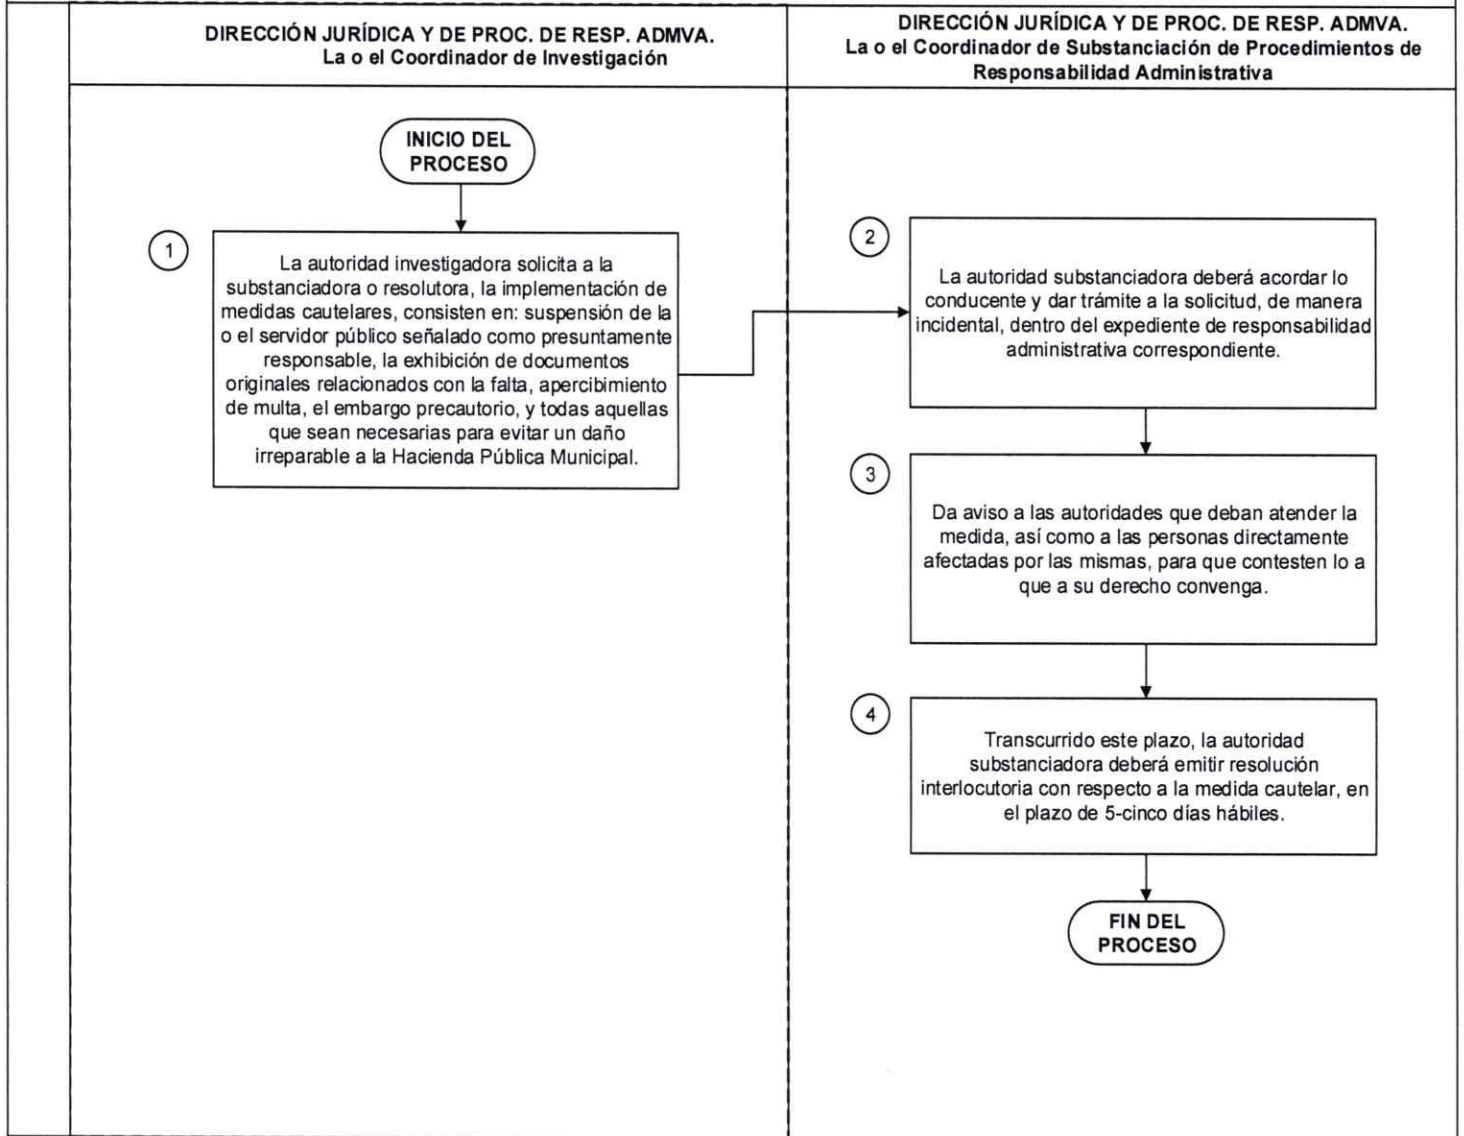 DIRECCIÓN JURÍDICA Y DE PROC. DE RESP. ADMVA.
La o el Coordinador de Investigación
DIRECCIÓN JURÍDICA Y DE PROC. DE RESP. ADMVA.
La o el Coordinador de Substanciación de Procedimientos de
Responsabilidad Administrativa
INICIO DEL
PROCESO
1
La autoridad investigadora solicita a la
substanciadora o resolutora, la implementación de
medidas cautelares, consisten en: suspensión de la
o el servidor público señalado como presuntamente
responsable, la exhibición de documentos
originales relacionados con la falta, apercibimiento
de multa, el embargo precautorio, y todas aquellas
que sean necesarias para evitar un daño
irreparable a la Hacienda Pública Municipal.
2
La autoridad substanciadora deberá acordar lo
conducente y dar trámite a la solicitud, de manera
incidental, dentro del expediente de responsabilidad
administrativa correspondiente.
3
Da aviso a las autoridades que deban atender la
medida, así como a las personas directamente
afectadas por las mismas, para que contesten lo a
que a su derecho convenga.
4
Transcurrido este plazo, la autoridad
substanciadora deberá emitir resolución
interlocutoria con respecto a la medida cautelar, en
el plazo de 5-cinco días hábiles.
FIN DEL
PROCESO